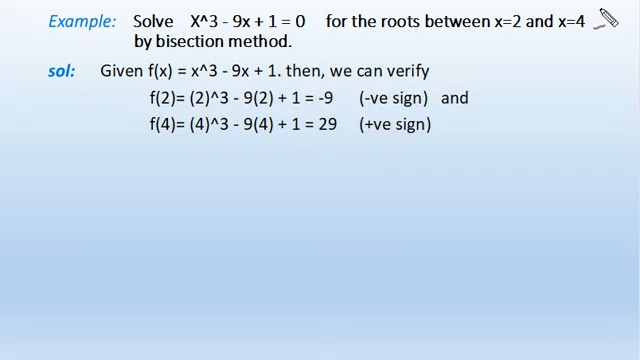 Example: Solve X^3 - 9x + 1 = 0 for the roots between x=2 and x=4
by bisection method.
sol: Given f(x) = x^3 - 9x + 1. then, we can verify
f(2)= (2)^3 - 9(2) + 1 = -9 (-ve sign) and
f(4)= (4)^3 - 9(4) + 1 = 29 (+ve sign)